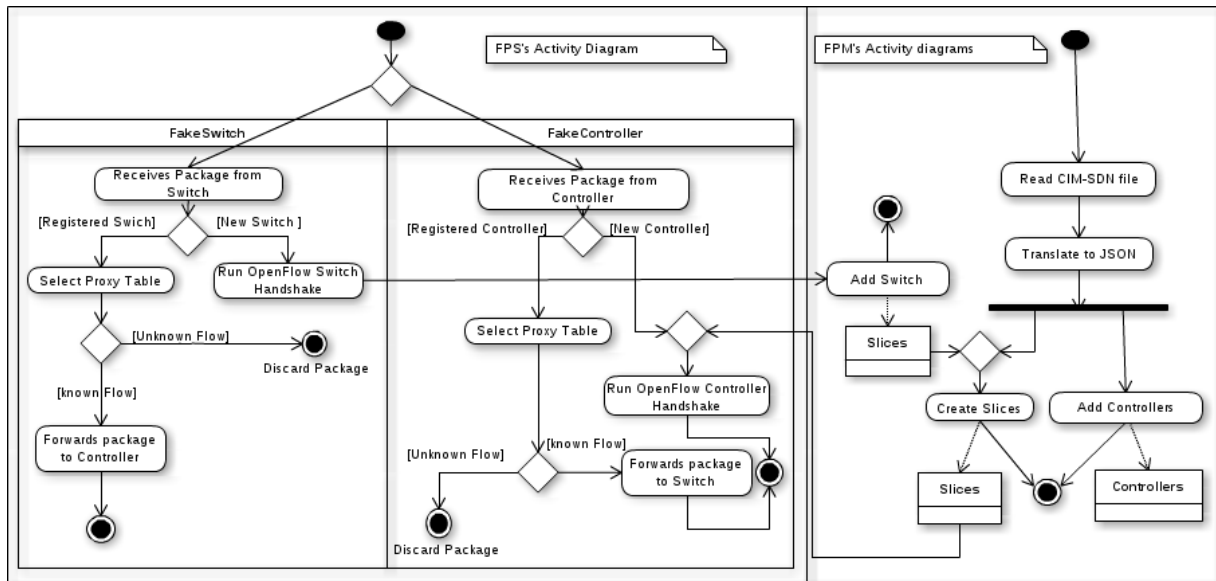 FPS's Activity Diagram
FPM's Activity diagrams
FakeSwitch
FakeController
Receives Package from
Switch
[Registered Swich]
[New Switch ]
Select Proxy Table
Run OpenFlow Switch
Handshake
[Unknown Flow]
Discard Package
[known Flow]
Forwards package
to Controller
Receives Package from
Controller
[Registered Controller]
[New Controller]
Select Proxy Table
Run OpenFlow Controller
Handshake
[Unknown Flow]
[known Flow]
Forwards package
to Switch
Discard Package
Read CIM-SDN file
Translate to JSON
Add Switch
Slices
Create Slices
Add Controllers
Slices
Controllers